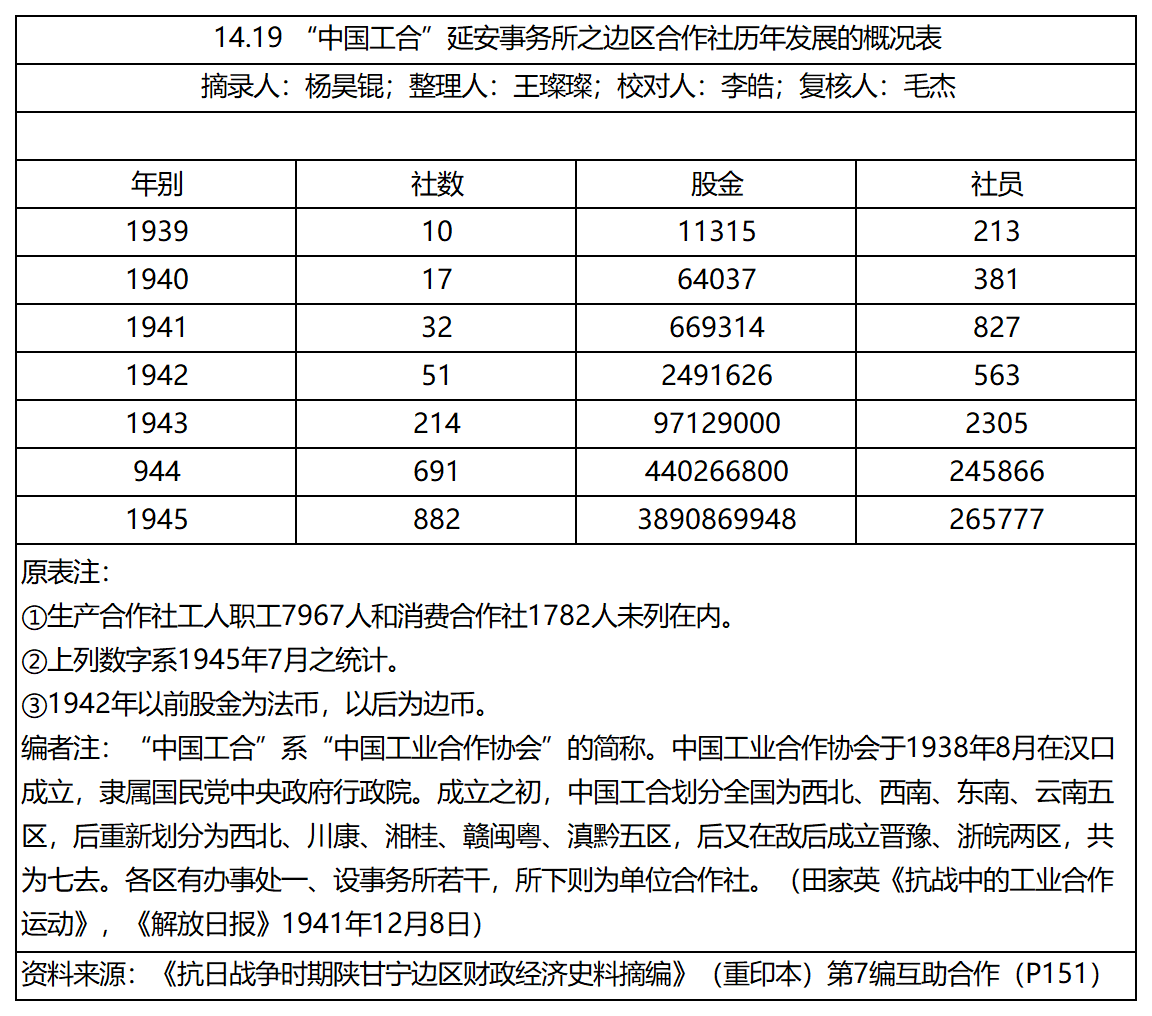 14.19 “中国工合”延安事务所之边区合作社历年发展的概况表
摘录人：杨昊锟；整理人：王璨璨；校对人：李皓；复核人：毛杰
年别 社数 股金 社员
1939 10 11315 213
1940 17 64037 381
1941 32 669314 827
1942 51 2491626 563
1943 214 97129000 2305
944 691 440266800 245866
1945 882 3890869948 265777
原表注：
①生产合作社工人职工7967人和消费合作社1782人未列在内。
②上列数字系1945年7月之统计。
③1942年以前股金为法币，以后为边币。
编者注：“中国工合”系“中国工业合作协会”的简称。中国工业合作协会于1938年8月在汉口
成立，隶属国民党中央政府行政院。成立之初，中国工合划分全国为西北、西南、东南、云南五
区，后重新划分为西北、川康、湘桂、赣闽粤、滇黔五区，后又在敌后成立晋豫、浙皖两区，共
为七去。各区有办事处一、设事务所若干，所下则为单位合作社。（田家英《抗战中的工业合作
运动》，《解放日报》1941年12月8日）
资料来源：《抗日战争时期陕甘宁边区财政经济史料摘编》（重印本）第7编互助合作（P151）